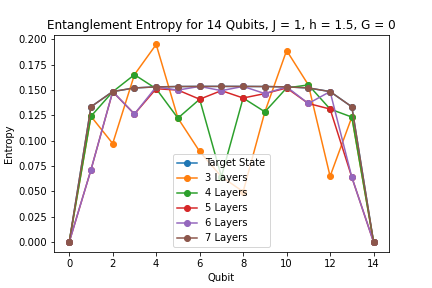 Entanglement Entropy for 14 Qubits, J = 1, h = 1.5, G = 0
Entropy
0.200
0.175
0.150
0.125
0.100
0.075
0.050
0.025
0.000
Target State
3 Layers
4 Layers
5 Layers
6 Layers
7 Layers
0 2 4 6 8 10 12 14
Qubit